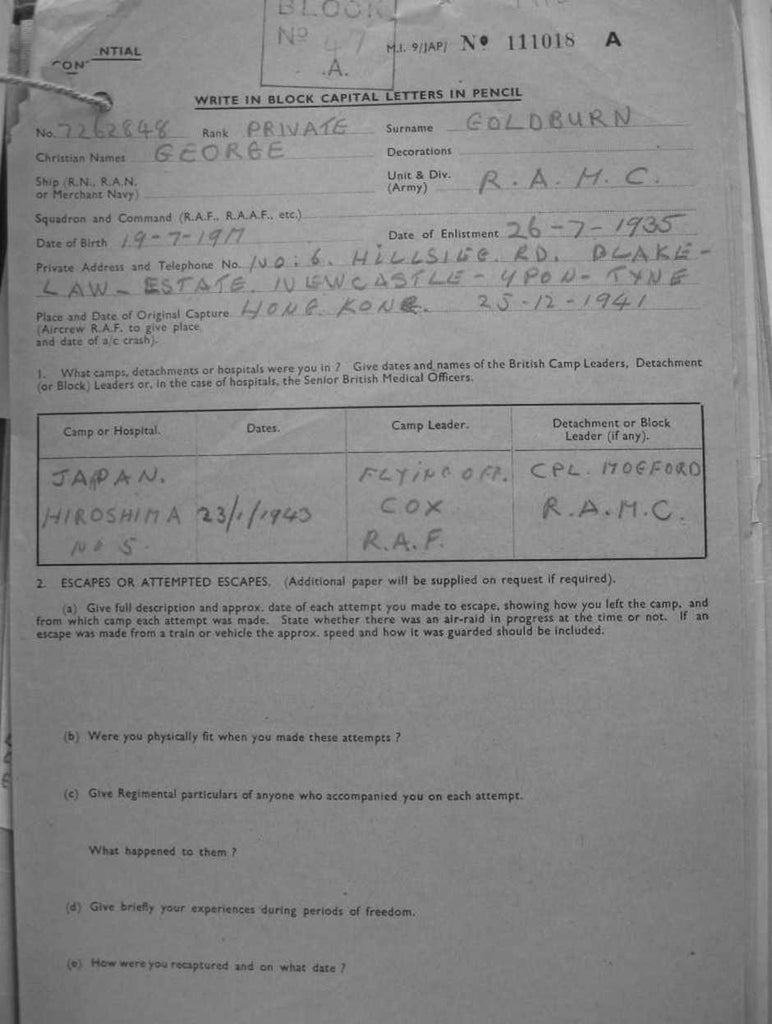 BLOCK
Nº 47
.A.
NTIAL
M.I. 9/JAP/ Nº 111018 A
WRITE IN BLOCK CAPITAL LETTERS IN PENCIL
No. 7262848 Rank PRIVATE Surname GOLDBURN
Christian Names GEORGE Decorations
Ship (R.N., R.A.N. or Merchant Navy)
Unit & Div. (Army) R.A.M.C.
Squadron and Command (R.A.F., R.A.A.F., etc.)
Date of Birth 19-7-1917 Date of Enlistment 26-7-1935
Private Address and Telephone No. NO: 6. HILLSIDE. RD. BLAKE-
LAW-ESTATE. NEWCASTLE-UPON-TYNE
Place and Date of Original Capture HONG KONG. 25-12-1941
(Aircrew R.A.F. to give place
and date of a/c crash).
1. What camps, detachments or hospitals were you in ? Give dates and names of the British Camp Leaders, Detachment
(or Block) Leaders or, in the case of hospitals, the Senior British Medical Officers.
Camp or Hospital. Dates. Camp Leader. Detachment or Block
Leader (if any).
JAPAN. FLYING OFF. CPL. MOGFORD
HIROSHIMA 23/1/1943 COX R.A.M.C.
No 5. R.A.F.
2. ESCAPES OR ATTEMPTED ESCAPES. (Additional paper will be supplied on request if required).
(a) Give full description and approx. date of each attempt you made to escape, showing how you left the camp, and
from which camp each attempt was made. State whether there was an air-raid in progress at the time or not. If an
escape was made from a train or vehicle the approx. speed and how it was guarded should be included.
(b) Were you physically fit when you made these attempts ?
(c) Give Regimental particulars of anyone who accompanied you on each attempt.
What happened to them ?
(d) Give briefly your experiences during periods of freedom.
(e) How were you recaptured and on what date ?